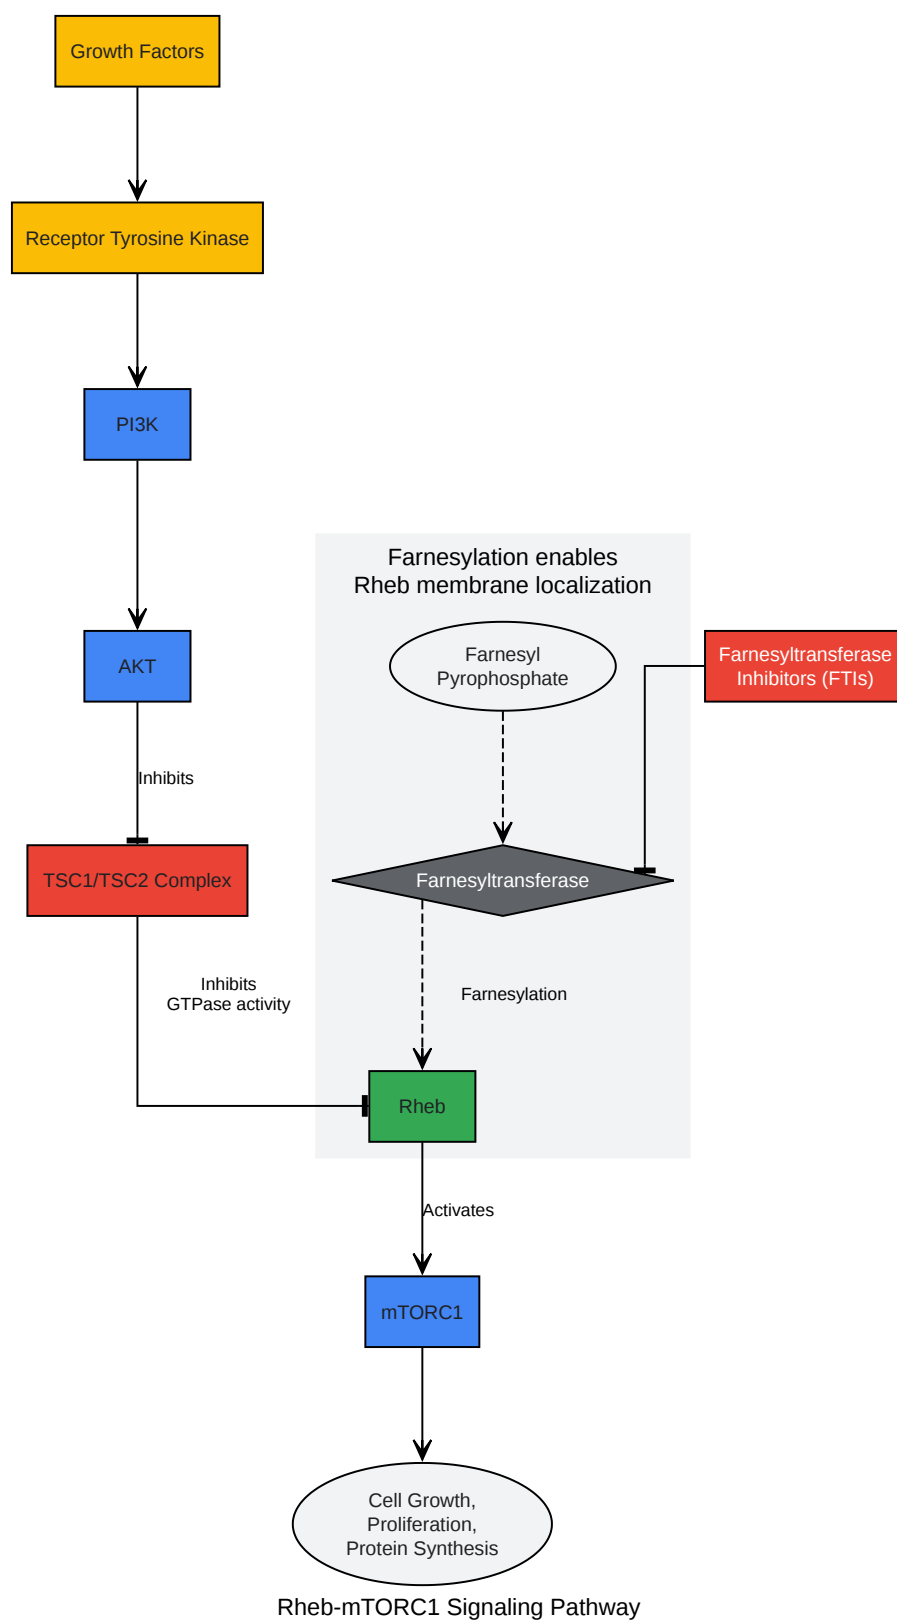 Growth Factors
Receptor Tyrosine Kinase
PI3K
Farnesylation enables
Rheb membrane localization
AKT
Farnesyl
Pyrophosphate
Farnesyltransferase
Inhibitors (FTIs)
Inhibits
TSC1/TSC2 Complex
Farnesyltransferase
Inhibits
GTPase activity
Farnesylation
Rheb
Activates
mTORC1
Cell Growth,
Proliferation,
Protein Synthesis
Rheb-mTORC1 Signaling Pathway